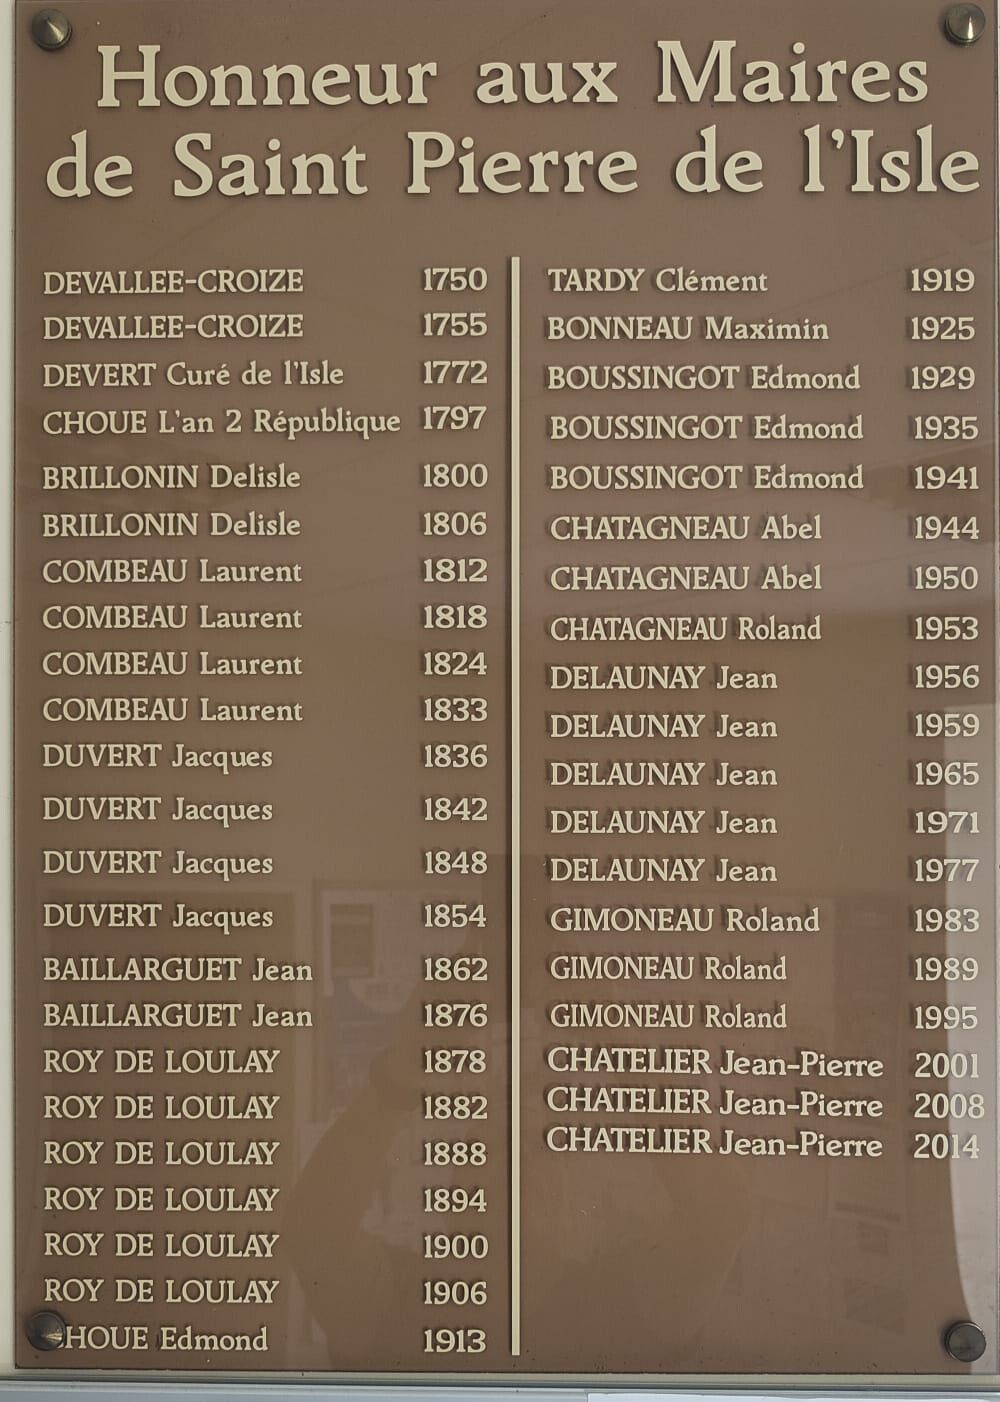 Honneur aux Maires
de Saint Pierre de l'Isle
DEVALLEE-CROIZE 1750
DEVALLEE-CROIZE 1755
DEVERT Curé de l'Isle 1772
CHOUE L'an 2 République 1797
BRILLONIN Delisle 1800
BRILLONIN Delisle 1806
COMBEAU Laurent 1812
COMBEAU Laurent 1818
COMBEAU Laurent 1824
COMBEAU Laurent 1833
DUVERT Jacques 1836
DUVERT Jacques 1842
DUVERT Jacques 1848
DUVERT Jacques 1854
BAILLARGUET Jean 1862
BAILLARGUET Jean 1876
ROY DE LOULAY 1878
ROY DE LOULAY 1882
ROY DE LOULAY 1888
ROY DE LOULAY 1894
ROY DE LOULAY 1900
ROY DE LOULAY 1906
CHOUE Edmond 1913
TARDY Clément 1919
BONNEAU Maximin 1925
BOUSSINGOT Edmond 1929
BOUSSINGOT Edmond 1935
BOUSSINGOT Edmond 1941
CHATAGNEAU Abel 1944
CHATAGNEAU Abel 1950
CHATAGNEAU Roland 1953
DELAUNAY Jean 1956
DELAUNAY Jean 1959
DELAUNAY Jean 1965
DELAUNAY Jean 1971
DELAUNAY Jean 1977
GIMONEAU Roland 1983
GIMONEAU Roland 1989
GIMONEAU Roland 1995
CHATELIER Jean-Pierre 2001
CHATELIER Jean-Pierre 2008
CHATELIER Jean-Pierre 2014